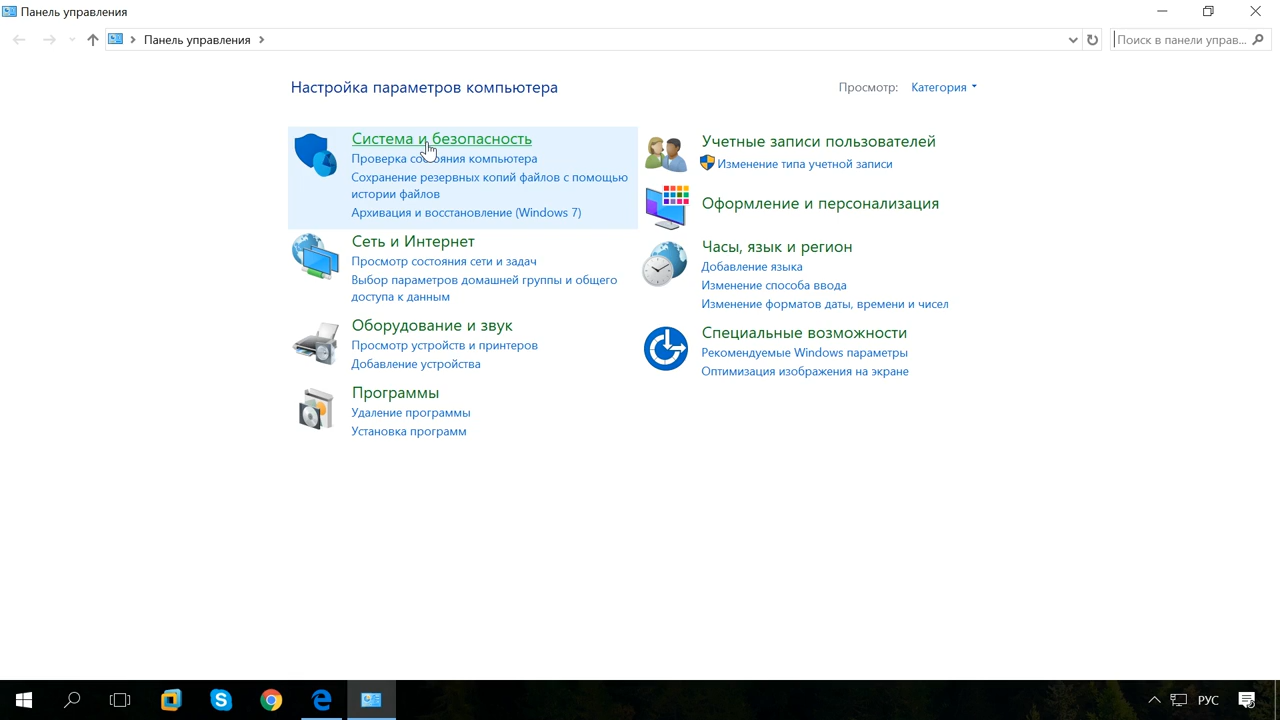 Панель управления
Панель управления
Поиск в панели управ...
Настройка параметров компьютера
Просмотр: Категория
Система и безопасность
Проверка состояния компьютера
Сохранение резервных копий файлов с помощью
истории файлов
Архивация и восстановление (Windows 7)
Сеть и Интернет
Просмотр состояния сети и задач
Выбор параметров домашней группы и общего
доступа к данным
Оборудование и звук
Просмотр устройств и принтеров
Добавление устройства
Программы
Удаление программы
Установка программ
Учетные записи пользователей
Изменение типа учетной записи
Оформление и персонализация
Часы, язык и регион
Добавление языка
Изменение способа ввода
Изменение форматов даты, времени и чисел
Специальные возможности
Рекомендуемые Windows параметры
Оптимизация изображения на экране
РУС